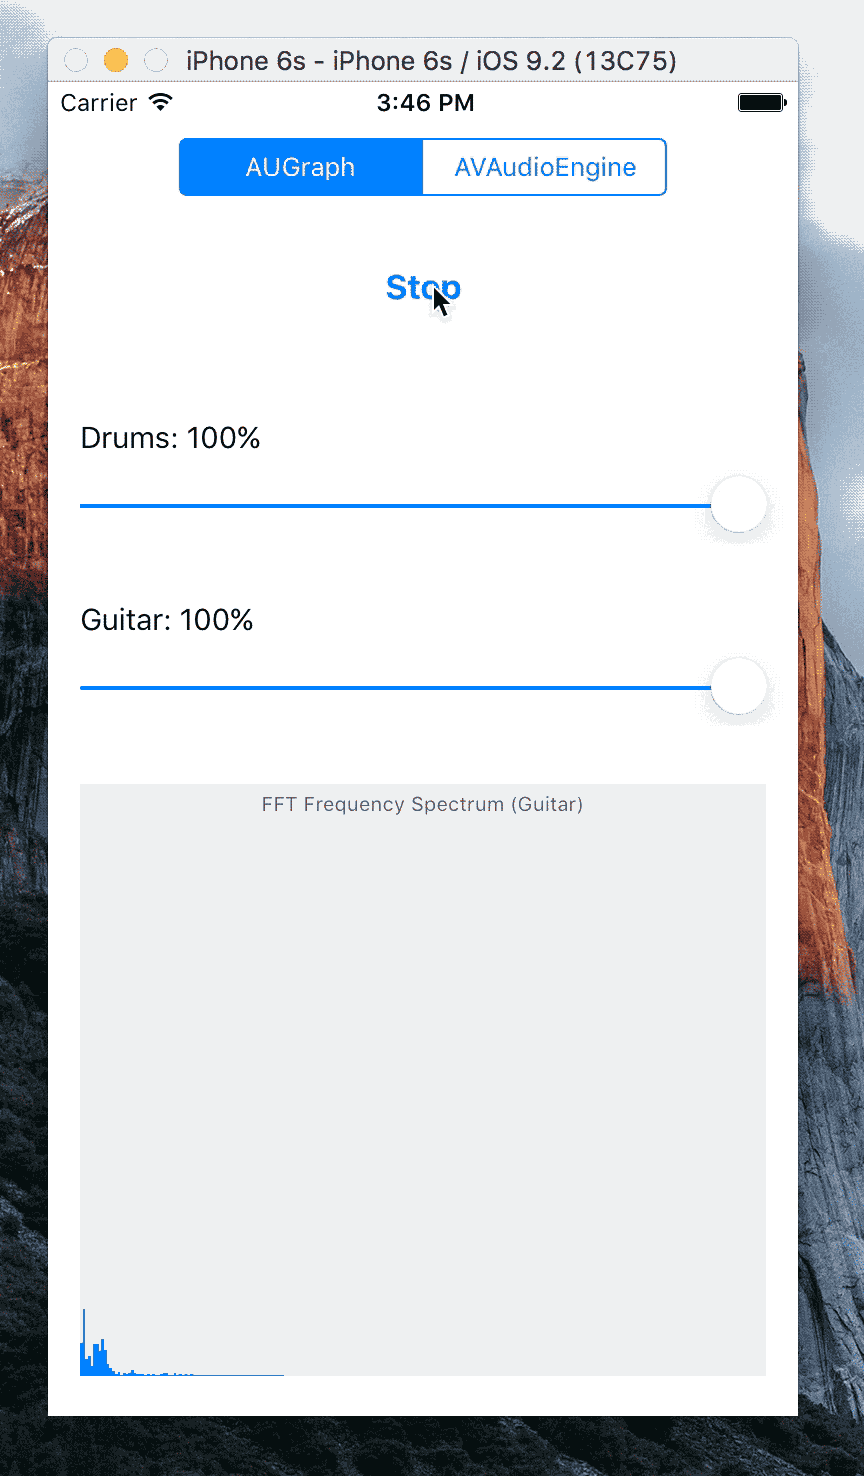 iPhone 6s - iPhone 6s / iOS 9.2 (13C75)
Carrier 3:46 PM
AUGraph AVAudioEngine
Stop
Drums: 100%
Guitar: 100%
FFT Frequency Spectrum (Guitar)